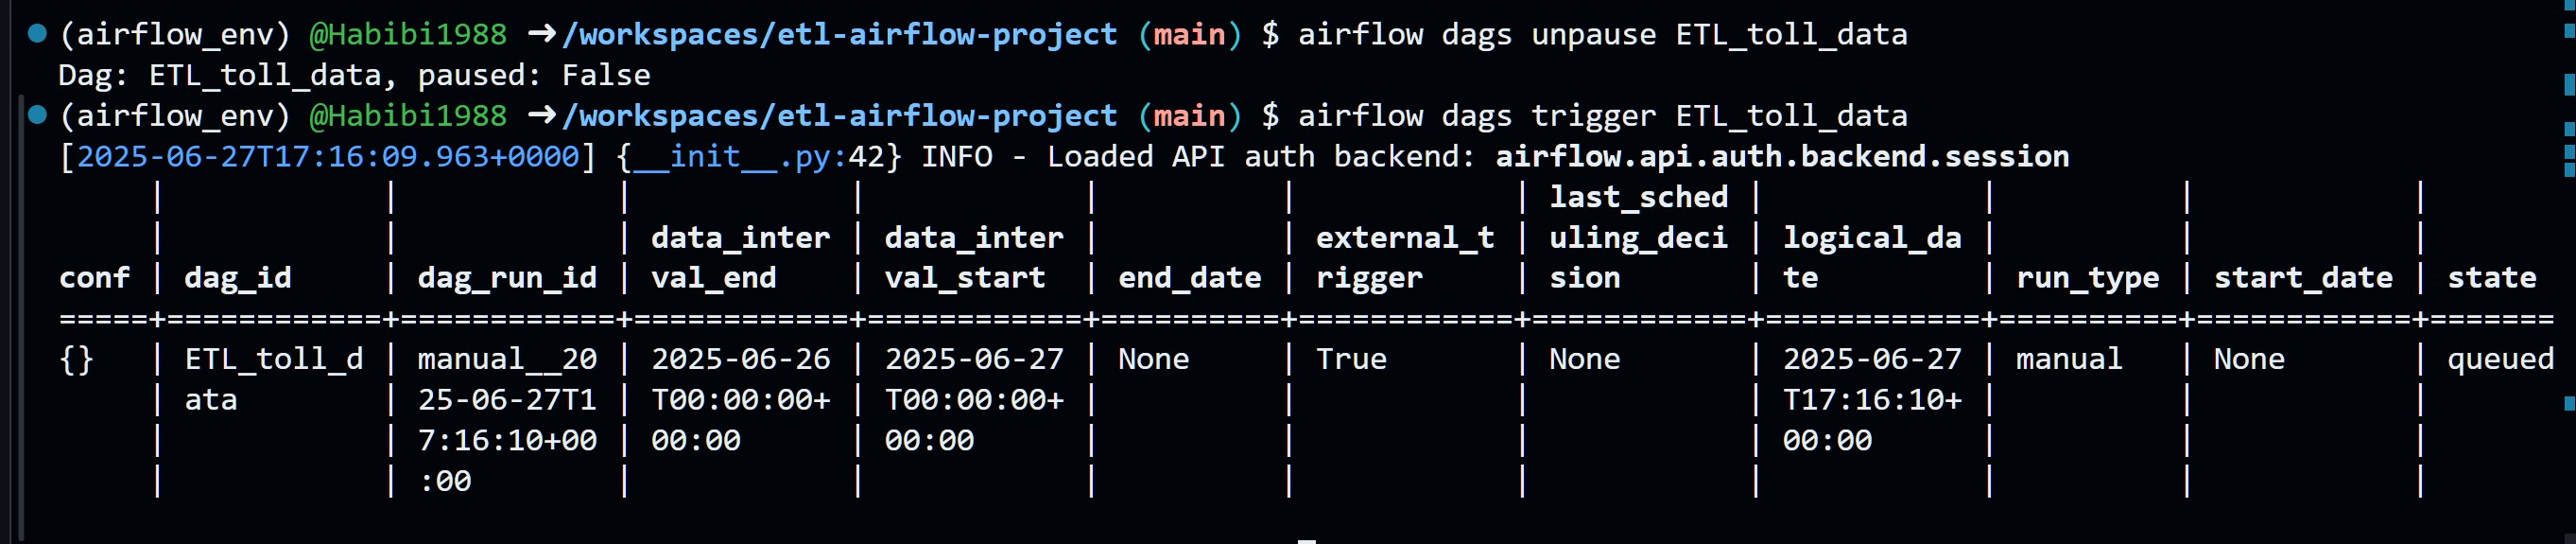 (airflow_env) @Habibi1988 ➜/workspaces/etl-airflow-project (main) $ airflow dags unpause ETL_toll_data
Dag: ETL_toll_data, paused: False
(airflow_env) @Habibi1988 ➜/workspaces/etl-airflow-project (main) $ airflow dags trigger ETL_toll_data
[2025-06-27T17:16:09.963+0000] {__init__.py:42} INFO - Loaded API auth backend: airflow.api.auth.backend.session
     |            |            |            |            |          |            | last_sched |            |          |            |
     |            |            | data_inter | data_inter |          | external_t | uling_deci | logical_da |          |            |
conf | dag_id     | dag_run_id | val_end    | val_start  | end_date | rigger     | sion       | te         | run_type | start_date | state
=====+============+============+============+============+==========+============+============+============+==========+============+=======
{}   | ETL_toll_d | manual__20 | 2025-06-26 | 2025-06-27 | None     | True       | None       | 2025-06-27 | manual   | None       | queued
     | ata        | 25-06-27T1 | T00:00:00+ | T00:00:00+ |          |            |            | T17:16:10+ |          |            |
     |            | 7:16:10+00 | 00:00      | 00:00      |          |            |            | 00:00      |          |            |
     |            | :00        |            |            |          |            |            |            |          |            |